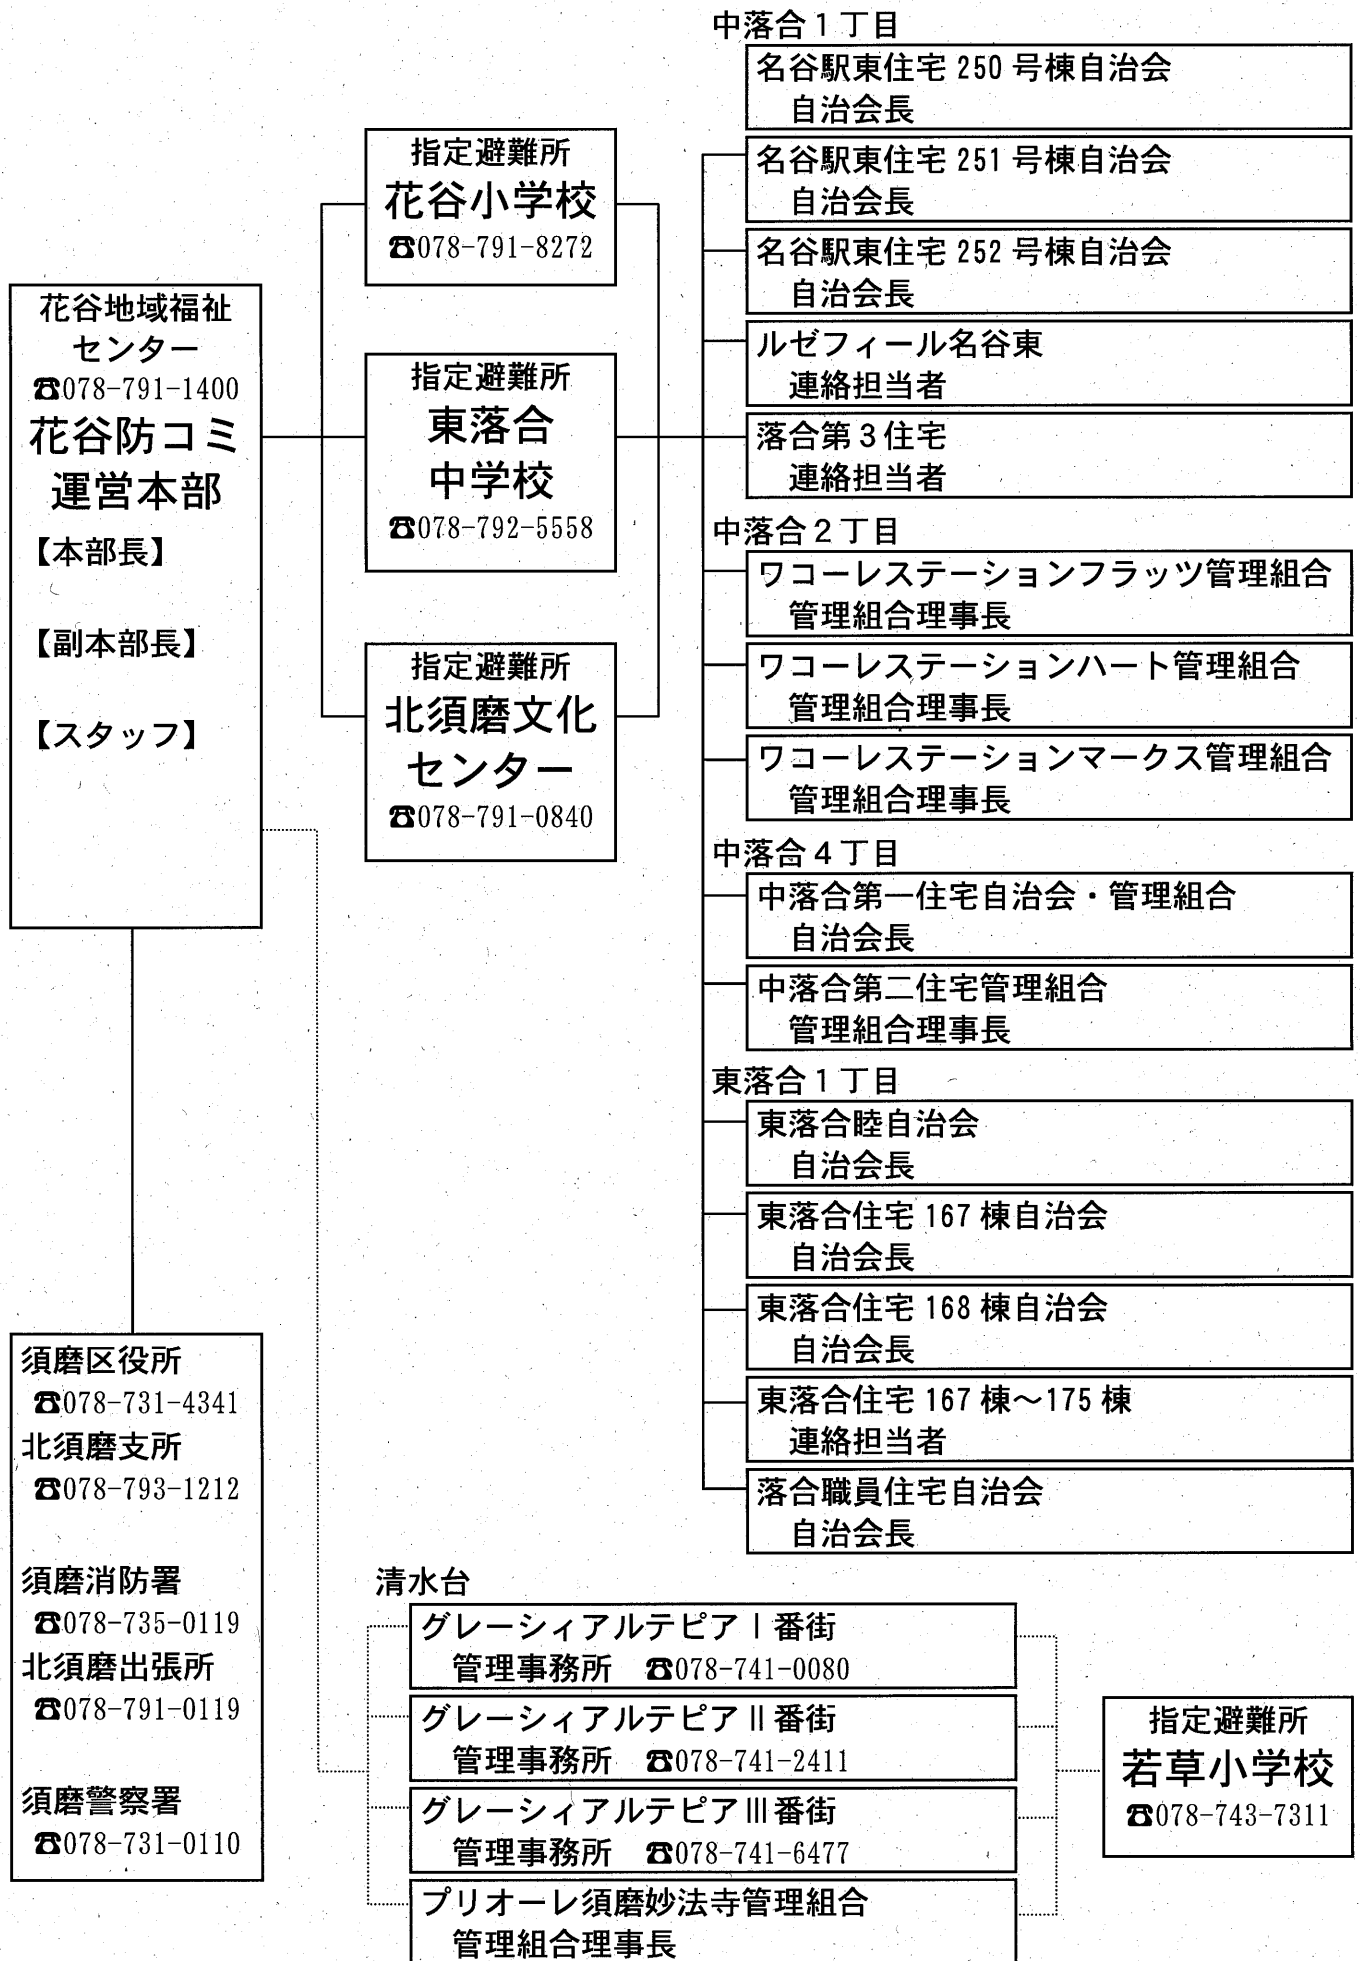 花谷地域福祉
センター
☎078-791-1400
花谷防コミ
運営本部
【本部長】
【副本部長】
【スタッフ】
須磨区役所
☎078-731-4341
北須磨支所
☎078-793-1212
須磨消防署
☎078-735-0119
北須磨出張所
☎078-791-0119
須磨警察署
☎078-731-0110
指定避難所
花谷小学校
☎078-791-8272
指定避難所
東落合
中学校
☎078-792-5558
指定避難所
北須磨文化
センター
☎078-791-0840
中落合1丁目
名谷駅東住宅 250 号棟自治会
自治会長
名谷駅東住宅 251 号棟自治会
自治会長
名谷駅東住宅 252 号棟自治会
自治会長
ルゼフィール名谷東
連絡担当者
落合第3住宅
連絡担当者
中落合2丁目
ワコーレステーションフラッツ管理組合
管理組合理事長
ワコーレステーションハート管理組合
管理組合理事長
ワコーレステーションマークス管理組合
管理組合理事長
中落合4丁目
中落合第一住宅自治会・管理組合
自治会長
中落合第二住宅管理組合
管理組合理事長
東落合1丁目
東落合睦自治会
自治会長
東落合住宅 167 棟自治会
自治会長
東落合住宅 168 棟自治会
自治会長
東落合住宅 167 棟～175 棟
連絡担当者
落合職員住宅自治会
自治会長
清水台
グレーシィアルテピアⅠ番街
管理事務所 ☎078-741-0080
グレーシィアルテピアⅡ番街
管理事務所 ☎078-741-2411
グレーシィアルテピアⅢ番街
管理事務所 ☎078-741-6477
プリオーレ須磨妙法寺管理組合
管理組合理事長
指定避難所
若草小学校
☎078-743-7311